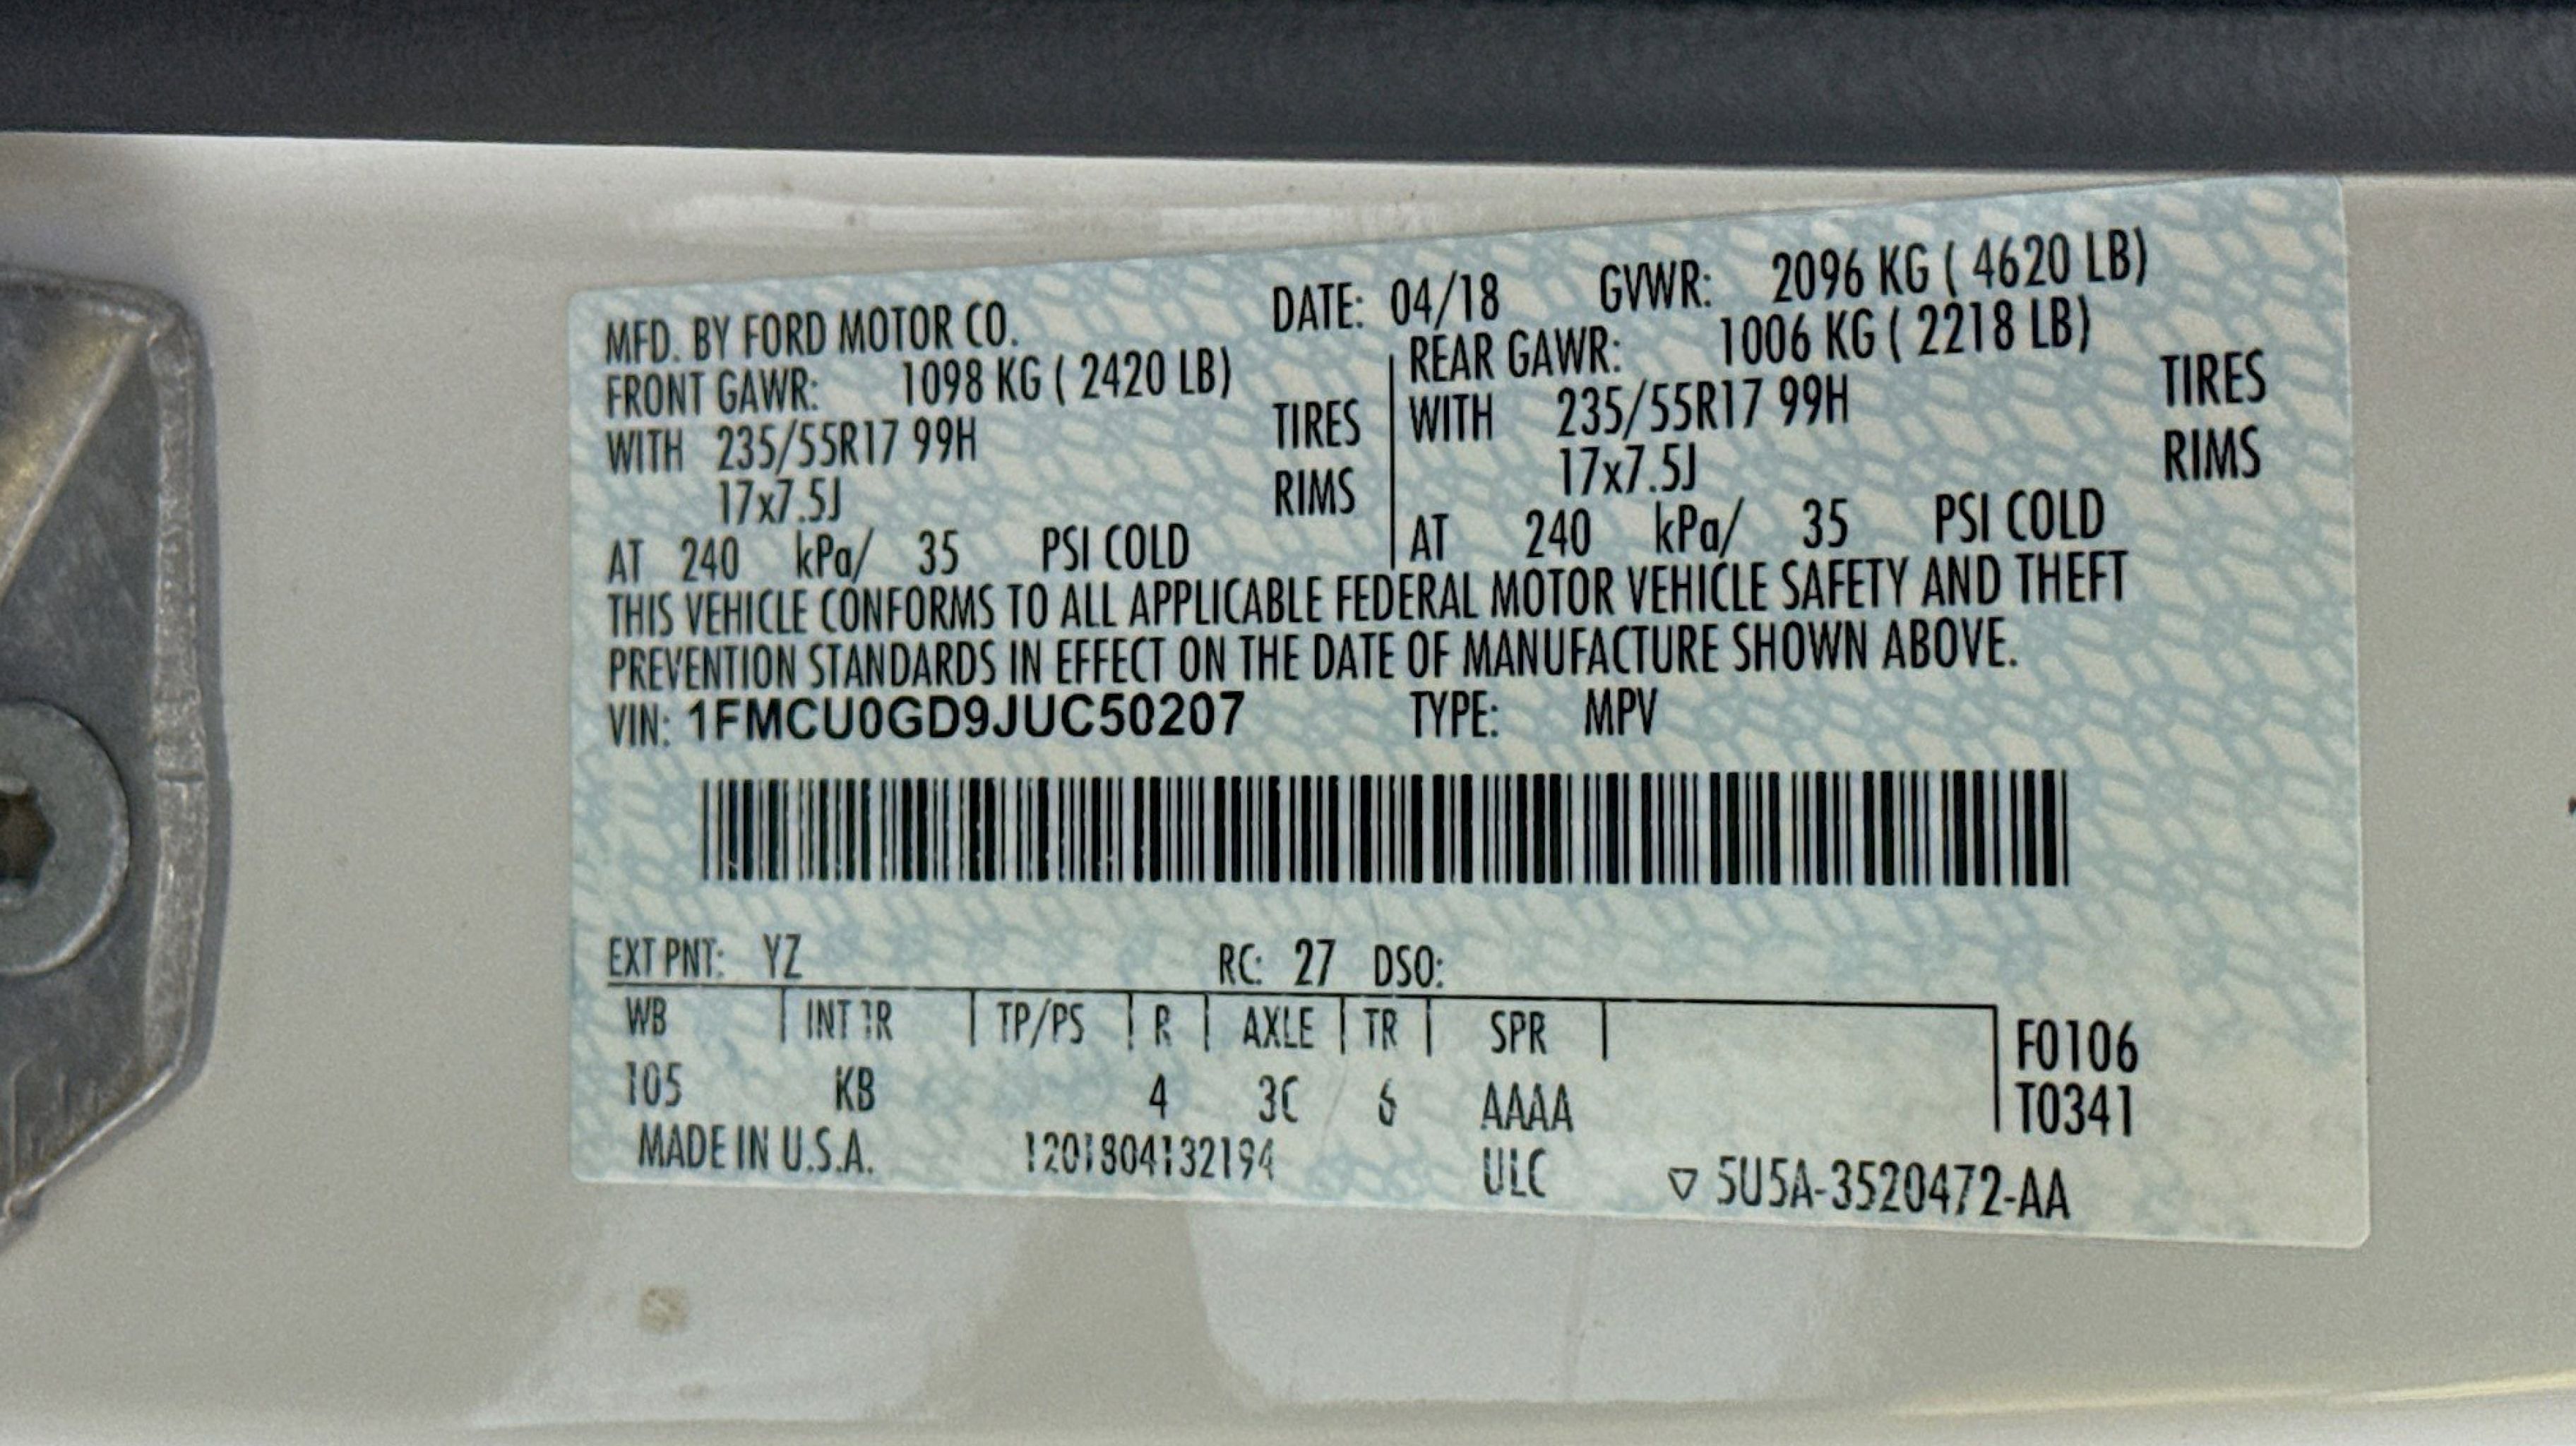 MFD. BY FORD MOTOR CO. DATE: 04/18 GVWR: 2096 KG ( 4620 LB)
FRONT GAWR: 1098 KG ( 2420 LB) REAR GAWR: 1006 KG ( 2218 LB)
WITH 235/55R17 99H TIRES WITH 235/55R17 99H TIRES
17x7.5J RIMS 17x7.5J RIMS
AT 240 kPa/ 35 PSI COLD AT 240 kPa/ 35 PSI COLD
THIS VEHICLE CONFORMS TO ALL APPLICABLE FEDERAL MOTOR VEHICLE SAFETY AND THEFT
PREVENTION STANDARDS IN EFFECT ON THE DATE OF MANUFACTURE SHOWN ABOVE.
VIN: 1FMCU0GD9JUC50207 TYPE: MPV
EXT PNT: YZ RC: 27 DSO:
WB INT TR TP/PS R AXLE TR SPR F0106
105 KB 4 3C 6 AAAA T0341
MADE IN U.S.A. 1201804132194 ULC ▽ 5U5A-3520472-AA